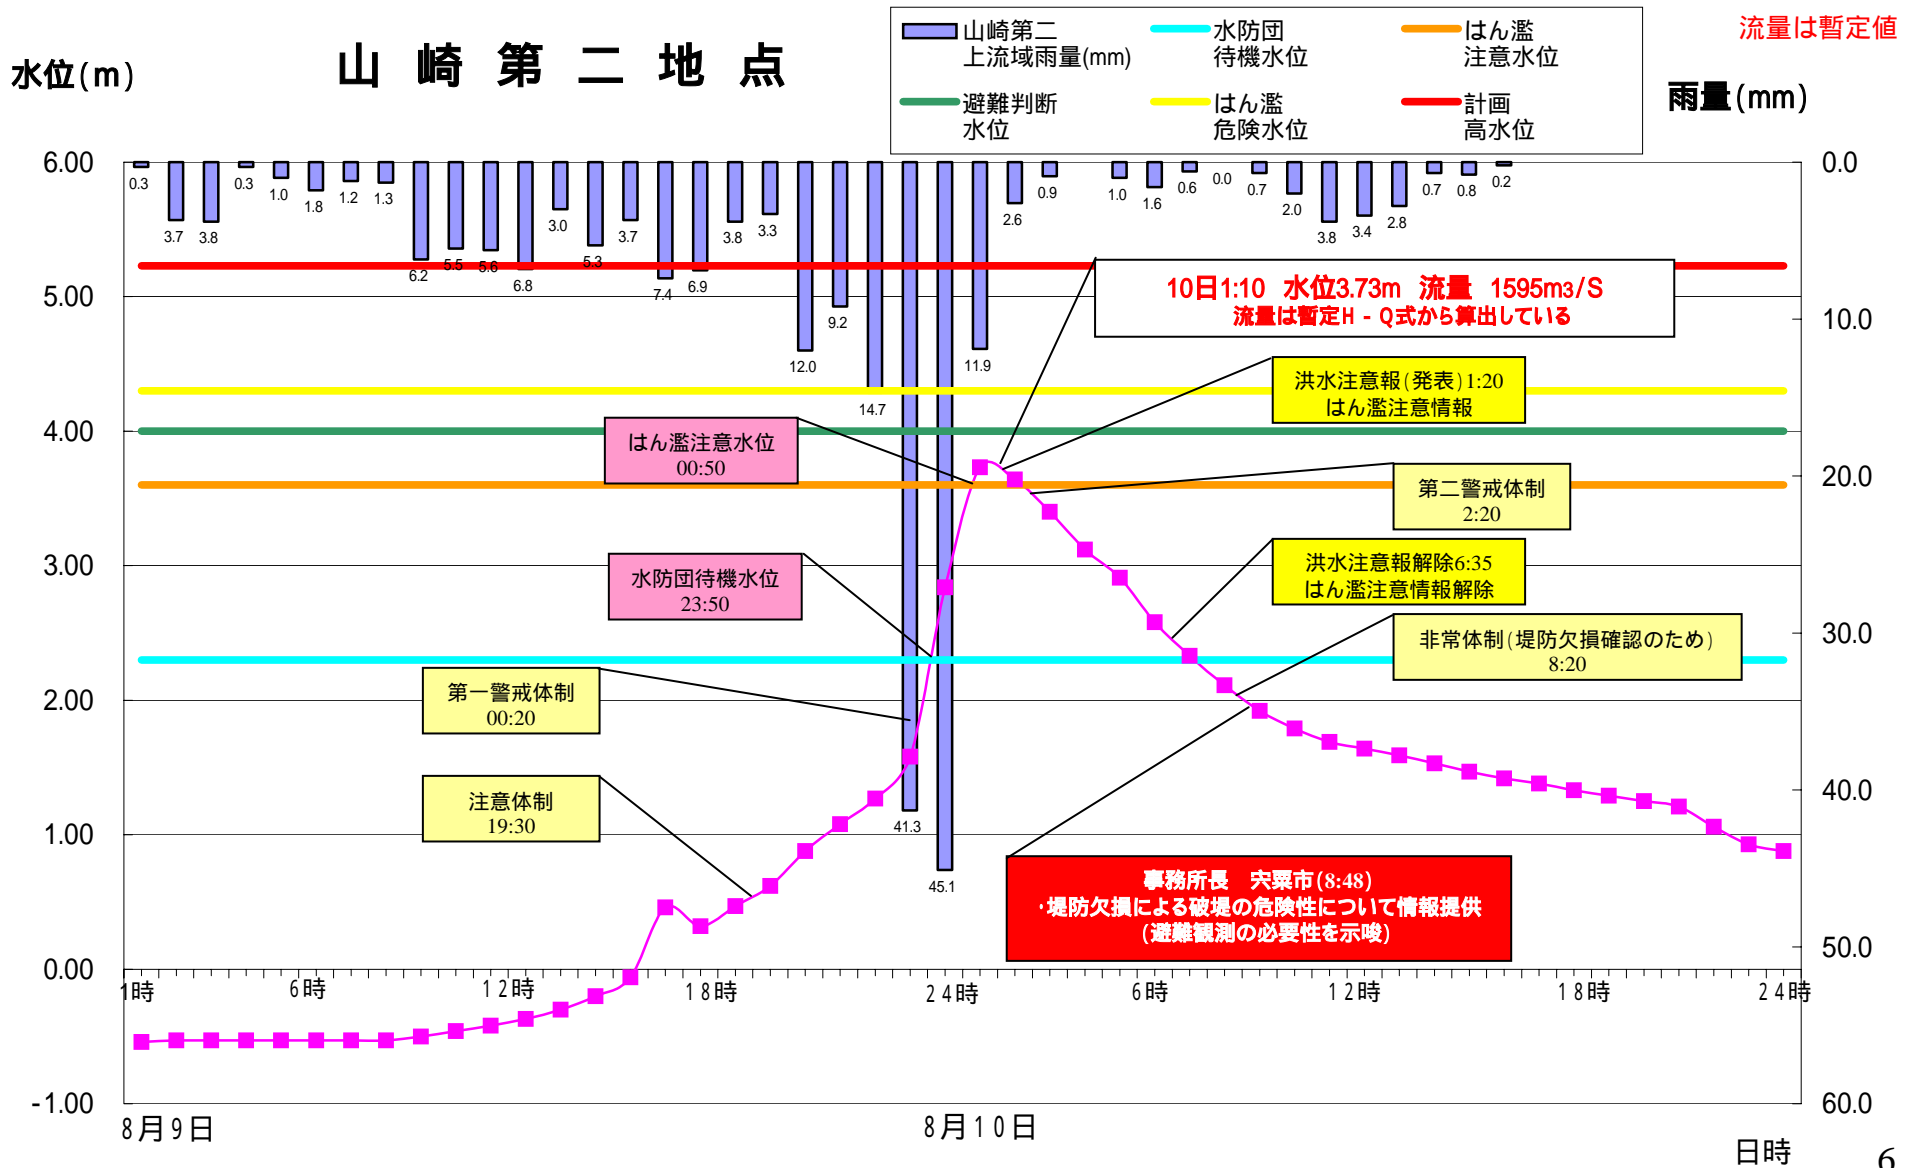 山崎第二地点
流量は暫定値
水位(m)
雨量(mm)
山崎第二
上流域雨量(mm)
水防団
待機水位
はん濫
注意水位
避難判断
水位
はん濫
危険水位
計画
高水位
6.00
5.00
4.00
3.00
2.00
1.00
0.00
-1.00
0.0
10.0
20.0
30.0
40.0
50.0
60.0
0.3
3.7
3.8
0.3
1.0
1.8
1.2
1.3
6.2
5.5
5.6
6.8
3.0
5.3
3.7
7.4
6.9
3.8
3.3
12.0
9.2
14.7
41.3
45.1
11.9
2.6
0.9
1.0
1.6
0.6
0.0
0.7
2.0
3.8
3.4
2.8
0.7
0.8
0.2
10日1:10 水位3.73m 流量 1595m3/S
流量は暫定H - Q式から算出している
洪水注意報(発表)1:20
はん濫注意情報
はん濫注意水位
00:50
第二警戒体制
2:20
水防団待機水位
23:50
洪水注意報解除6:35
はん濫注意情報解除
非常体制(堤防欠損確認のため)
8:20
第一警戒体制
00:20
注意体制
19:30
事務所長 宍粟市(8:48)
・堤防欠損による破堤の危険性について情報提供
(避難観測の必要性を示唆)
1時
6時
12時
18時
24時
6時
12時
18時
24時
8月9日
8月10日
日時
6